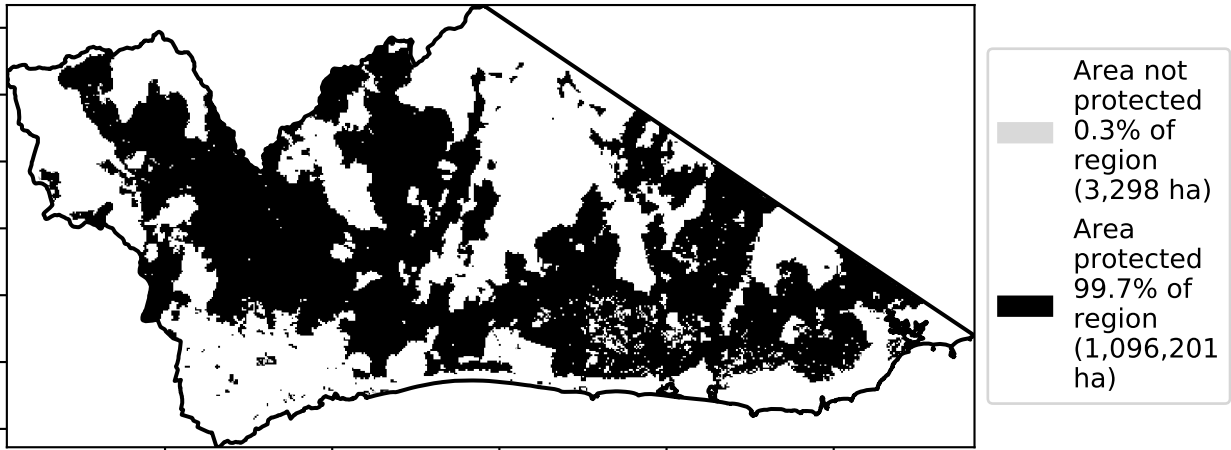 Area not
protected
0.3% of
region
(3,298 ha)
Area
protected
99.7% of
region
(1,096,201
ha)